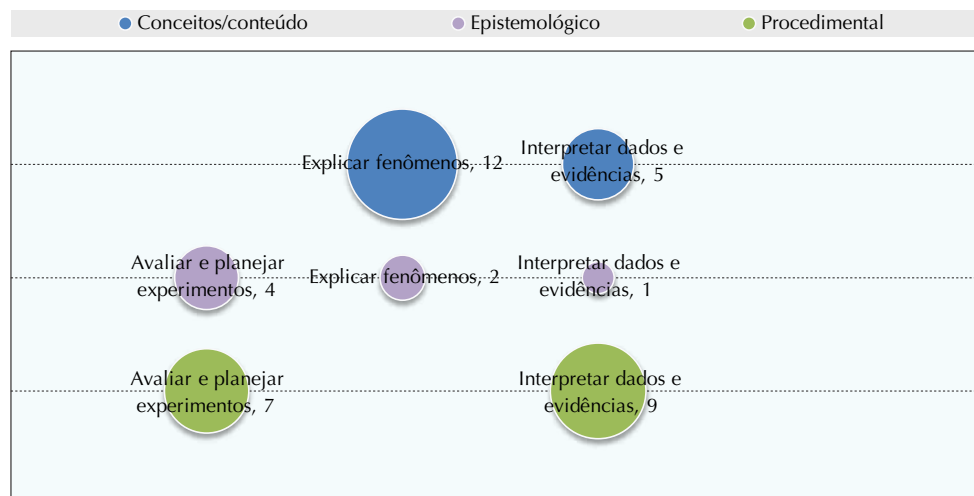 Conceitos/conteúdo Epistemológico Procedimental
Explicar fenômenos, 12
Interpretar dados e
evidências, 5
Avaliar e planejar
experimentos, 4
Explicar fenômenos, 2
Interpretar dados e
evidências, 1
Avaliar e planejar
experimentos, 7
Interpretar dados e
evidências, 9